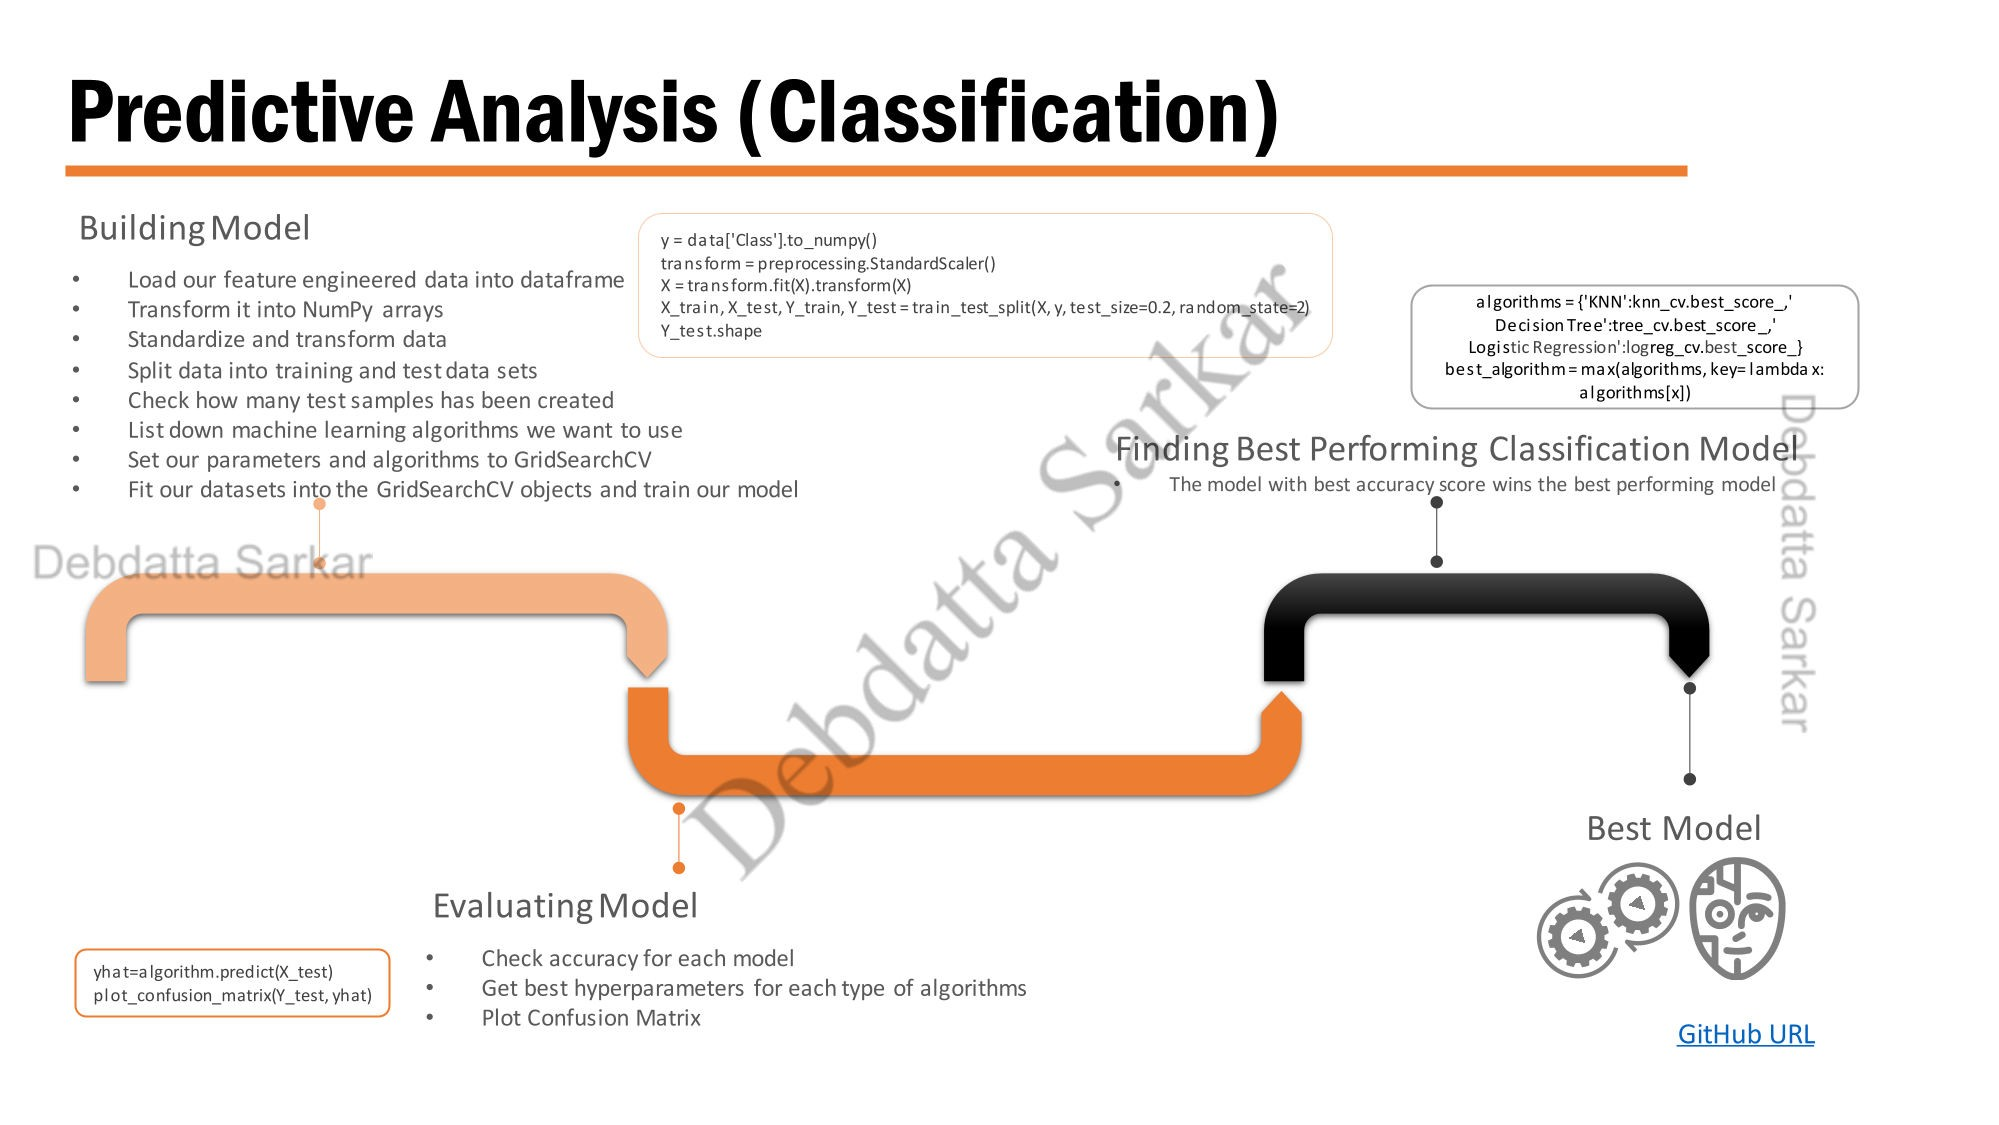 Predictive Analysis (Classification)
Building Model
• Load our feature engineered data into dataframe
• Transform it into NumPy arrays
• Standardize and transform data
• Split data into training and test data sets
• Check how many test samples has been created
• List down machine learning algorithms we want to use
• Set our parameters and algorithms to GridSearchCV
• Fit our datasets into the GridSearchCV objects and train our model
y = data['Class'].to_numpy()
transform = preprocessing.StandardScaler()
X = transform.fit(X).transform(X)
X_train, X_test, Y_train, Y_test = train_test_split(X, y, test_size=0.2, random_state=2)
Y_test.shape
algorithms = {'KNN':knn_cv.best_score_,'
Decision Tree':tree_cv.best_score_,'
Logistic Regression':logreg_cv.best_score_}
best_algorithm = max(algorithms, key= lambda x:
algorithms[x])
Finding Best Performing Classification Model
• The model with best accuracy score wins the best performing model
Debdatta Sarkar
Debdatta Sarkar
Debdatta Sarkar
Evaluating Model
• Check accuracy for each model
• Get best hyperparameters for each type of algorithms
• Plot Confusion Matrix
yhat=algorithm.predict(X_test)
plot_confusion_matrix(Y_test, yhat)
Best Model
GitHub URL